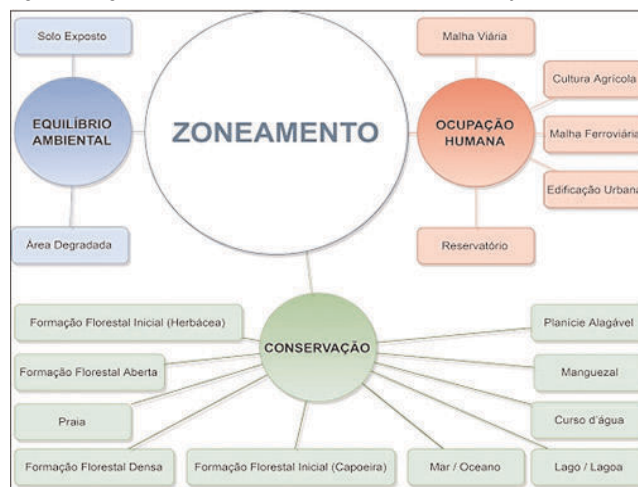 Solo Exposto
Malha Viária
Cultura Agrícola
EQUILÍBRIO
AMBIENTAL
ZONEAMENTO
OCUPAÇÃO
HUMANA
Malha Ferroviária
Edificação Urbana
Área Degradada
Reservatório
Formação Florestal Inicial (Herbácea)
Planície Alagável
CONSERVAÇÃO
Formação Florestal Aberta
Manguezal
Praia
Curso d'água
Formação Florestal Densa
Formação Florestal Inicial (Capoeira)
Mar / Oceano
Lago / Lagoa